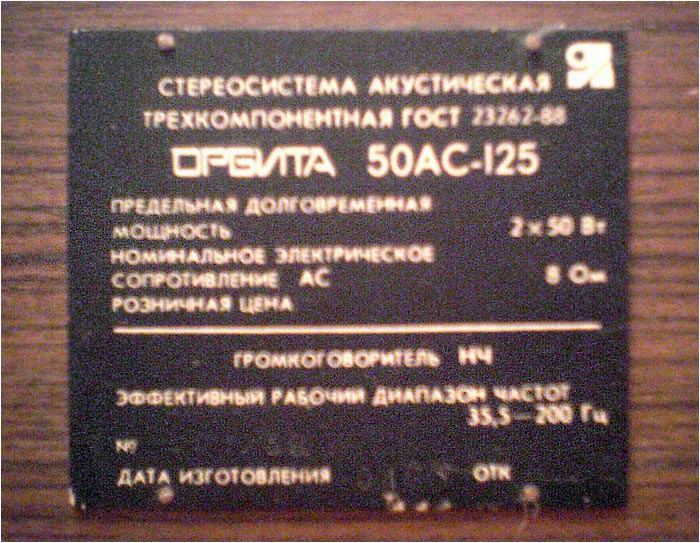 СТЕРЕОСИСТЕМА АКУСТИЧЕСКАЯ
ТРЕХКОМПОНЕНТНАЯ ГОСТ 23262-88
ОРБИТА 50АС-125
ПРЕДЕЛЬНАЯ ДОЛГОВРЕМЕННАЯ
МОЩНОСТЬ 2×50 Вт
НОМИНАЛЬНОЕ ЭЛЕКТРИЧЕСКОЕ
СОПРОТИВЛЕНИЕ АС 8 Ом
РОЗНИЧНАЯ ЦЕНА
ГРОМКОГОВОРИТЕЛЬ НЧ
ЭФФЕКТИВНЫЙ РАБОЧИЙ ДИАПАЗОН ЧАСТОТ
35,5—200 Гц
№
ДАТА ИЗГОТОВЛЕНИЯ ОТК